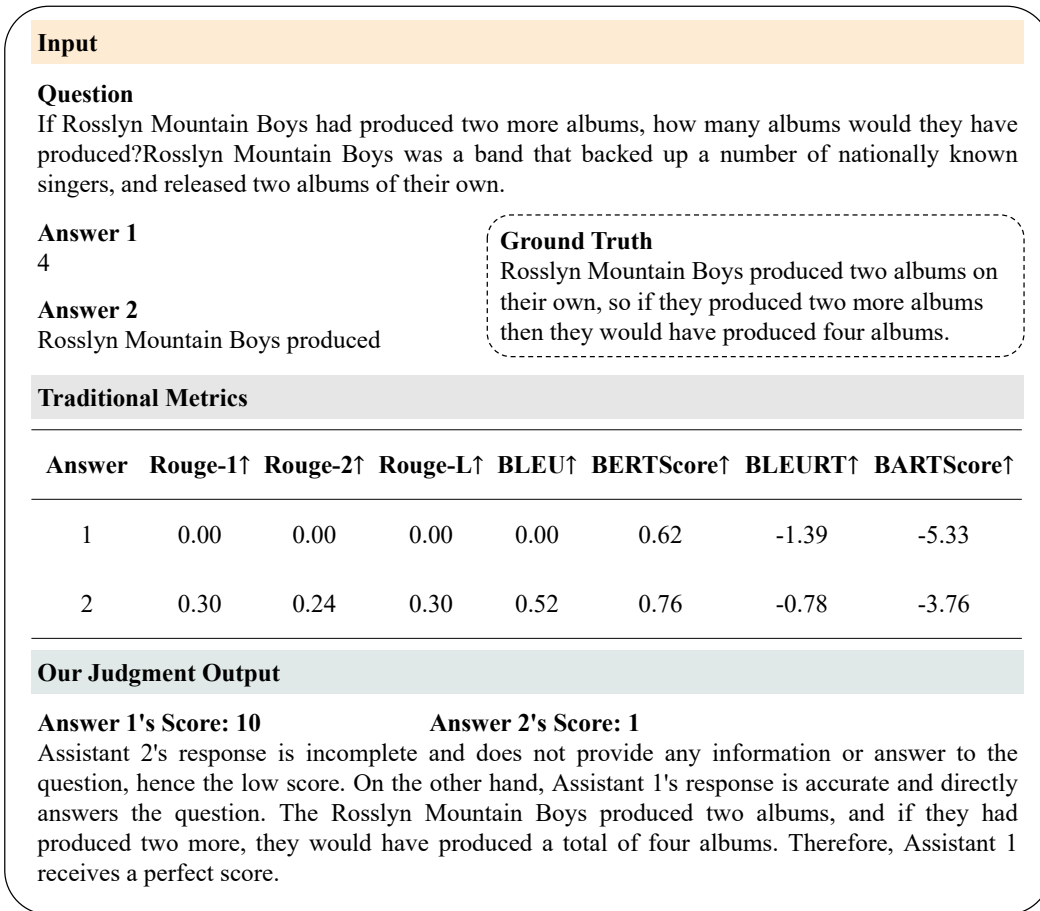 Input
Question
If Rosslyn Mountain Boys had produced two more albums, how many albums would they have
produced?Rosslyn Mountain Boys was a band that backed up a number of nationally known
singers, and released two albums of their own.
Answer 1
4
Answer 2
Rosslyn Mountain Boys produced
Ground Truth
Rosslyn Mountain Boys produced two albums on
their own, so if they produced two more albums
then they would have produced four albums.
Traditional Metrics
Answer Rouge-1↑ Rouge-2↑ Rouge-L↑ BLEU↑ BERTScore↑ BLEURT↑ BARTScore↑
1 0.00 0.00 0.00 0.00 0.62 -1.39 -5.33
2 0.30 0.24 0.30 0.52 0.76 -0.78 -3.76
Our Judgment Output
Answer 1's Score: 10 Answer 2's Score: 1
Assistant 2's response is incomplete and does not provide any information or answer to the
question, hence the low score. On the other hand, Assistant 1's response is accurate and directly
answers the question. The Rosslyn Mountain Boys produced two albums, and if they had
produced two more, they would have produced a total of four albums. Therefore, Assistant 1
receives a perfect score.